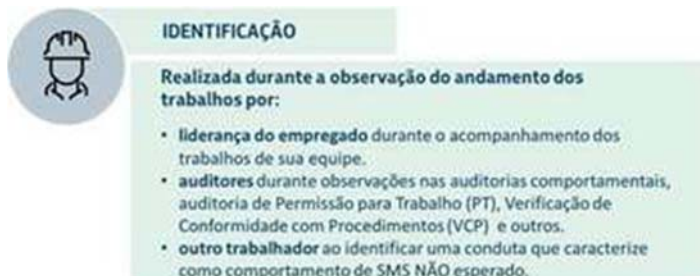 IDENTIFICAÇÃO
Realizada durante a observação do andamento dos
trabalhos por:
• liderança do empregado durante o acompanhamento dos
trabalhos de sua equipe.
• auditores durante observações nas auditorias comportamentais,
auditoria de Permissão para Trabalho (PT), Verificação de
Conformidade com Procedimentos (VCP) e outros.
• outro trabalhador ao identificar uma conduta que caracterize
como comportamento de SMS NÃO esperado.